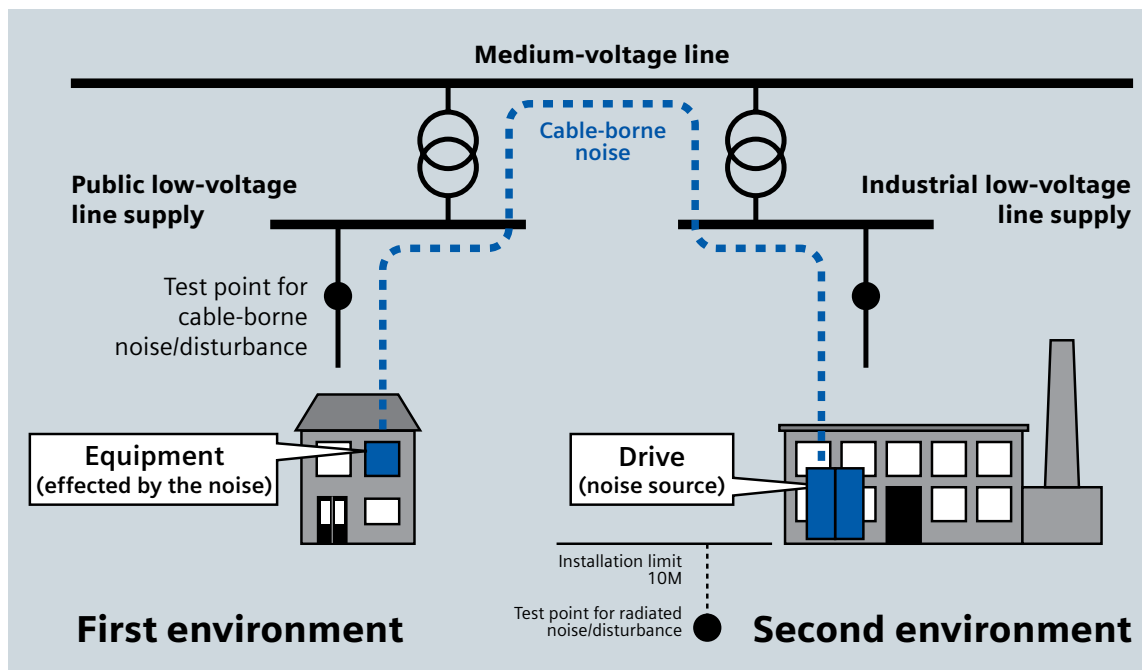 Medium-voltage line
Cable-borne
noise
Public low-voltage
line supply
Industrial low-voltage
line supply
Test point for
cable-borne
noise/disturbance
Equipment
(effected by the noise)
Drive
(noise source)
Installation limit
10M
Test point for radiated
noise/disturbance
First environment
Second environment